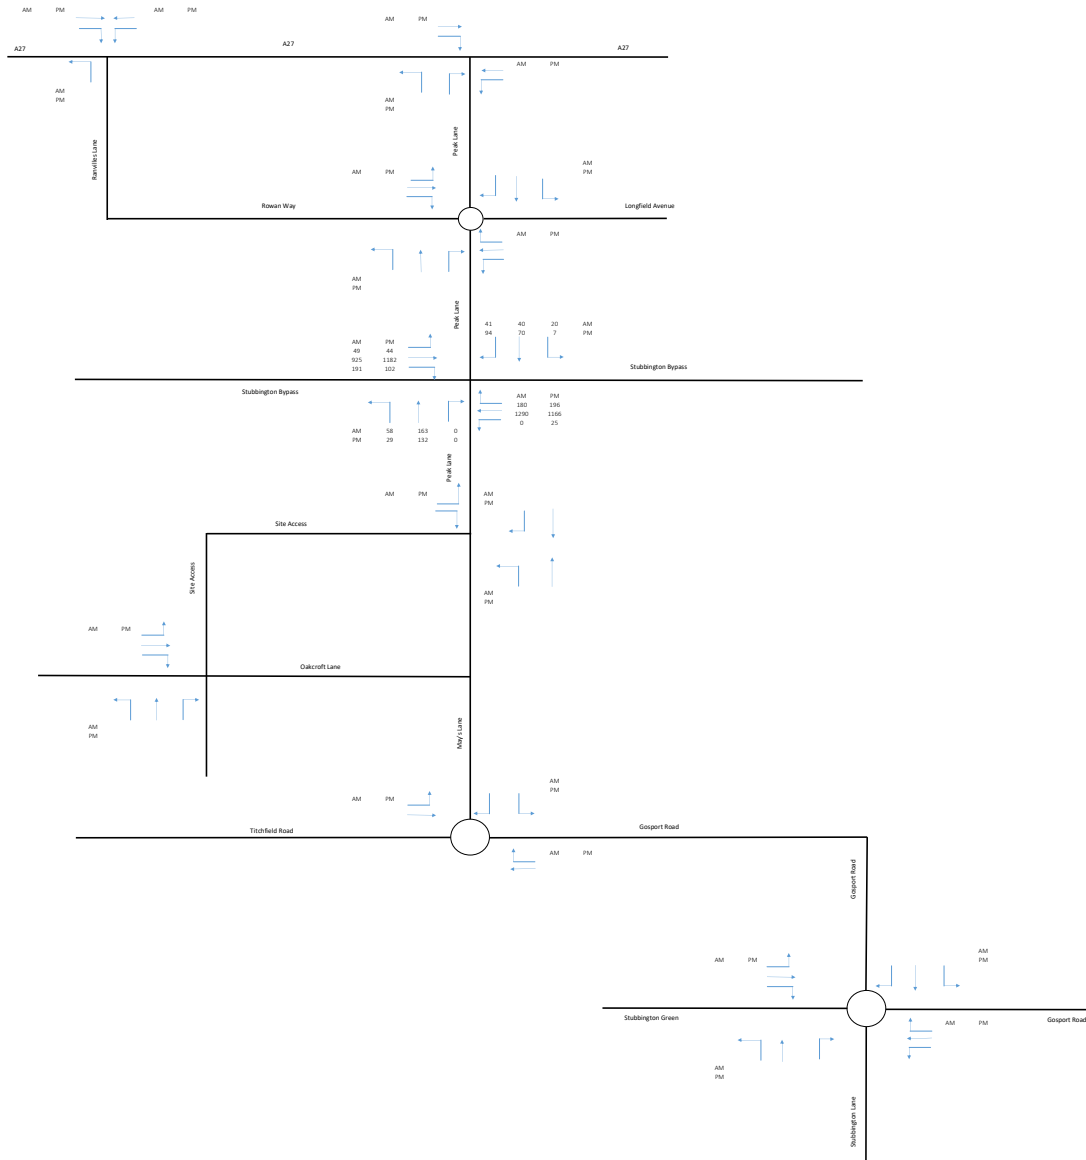 AM PM AM PM
AM PM
A27 A27 A27
AM PM
AM
PM
AM
PM
Ranvilles Lane
Peak Lane
AM
PM
AM PM
Rowan Way Longfield Avenue
AM PM
AM
PM
Peak Lane
41 40 20 AM
94 70 7 PM
AM PM
49 44
925 1182
191 102
Stubbington Bypass
Stubbington Bypass
AM PM
180 196
1290 1166
0 25
AM 58 163 0
PM 29 132 0
Peak Lane
AM PM AM
PM
Site Access
Site Access
AM
PM
AM PM
Oakcroft Lane
AM
PM
May's Lane
AM
PM
AM PM
Titchfield Road Gosport Road
AM PM
Gosport Road
AM
PM
AM PM
Stubbington Green Gosport Road
AM PM
AM
PM
Stubbington Lane